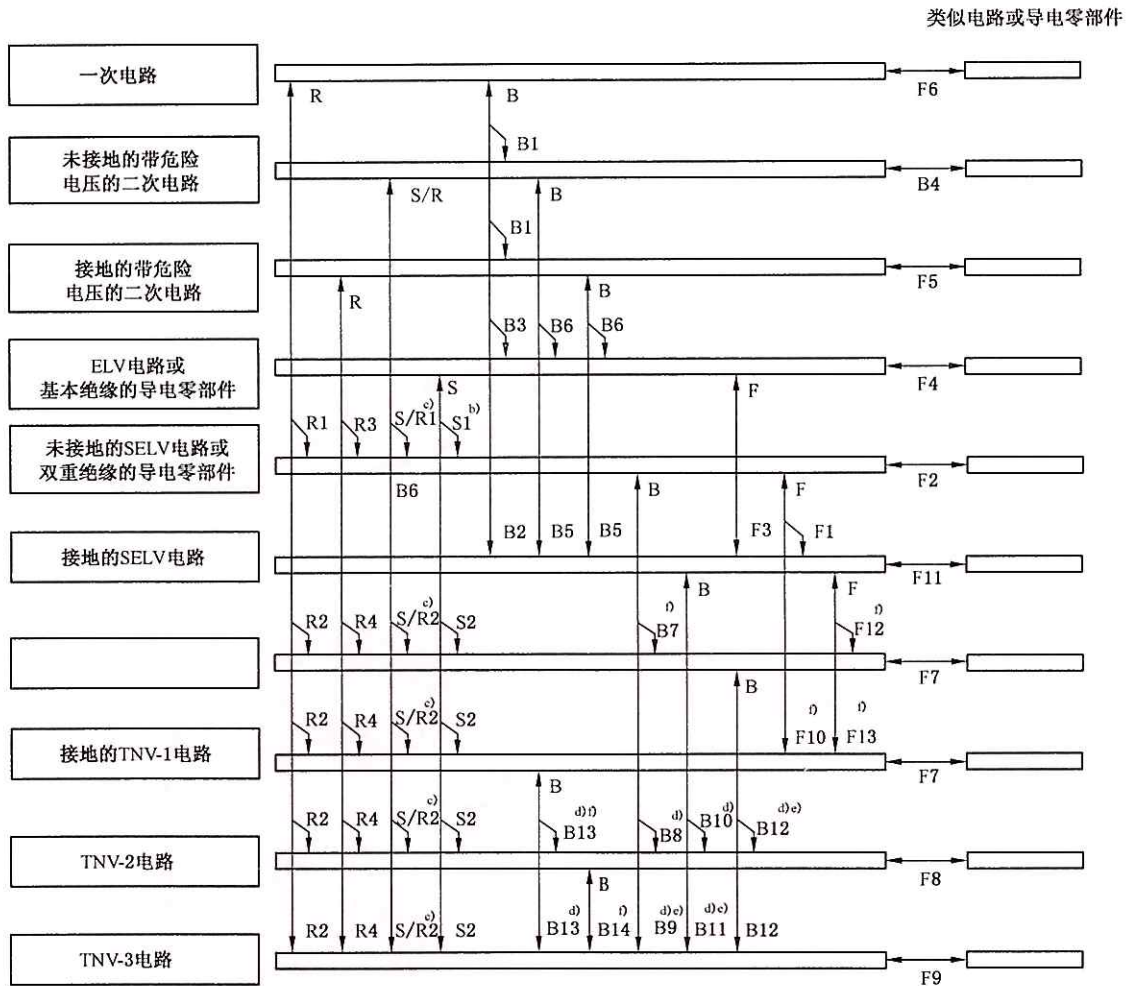 类似电路或导电零部件
一次电路
R
B
F6
B1
未接地的带危险
电压的二次电路
S/R
B
B4
B1
接地的带危险
电压的二次电路
R
B
F5
B3
B6
B6
ELV电路或
基本绝缘的导电零部件
S
F
F4
R1
R3
S/R1 c)
S1 b)
未接地的SELV电路或
双重绝缘的导电零部件
B6
B
F
F2
B2
B5
B5
F3
F1
接地的SELV电路
B
F
F11
R2
R4
S/R2 c)
S2
B7 f)
F12 f)
B
F7
R2
R4
S/R2 c)
S2
F10 f)
F13 f)
接地的TNV-1电路
B
F7
R2
R4
S/R2 c)
S2
B13 d)f)
B8 d)
B10 d)
B12 d)e)
TNV-2电路
B
F8
R2
R4
S/R2 c)
S2
B13 d)
B14 f)
B9 d)e)
B11 d)e)
B12
TNV-3电路
F9